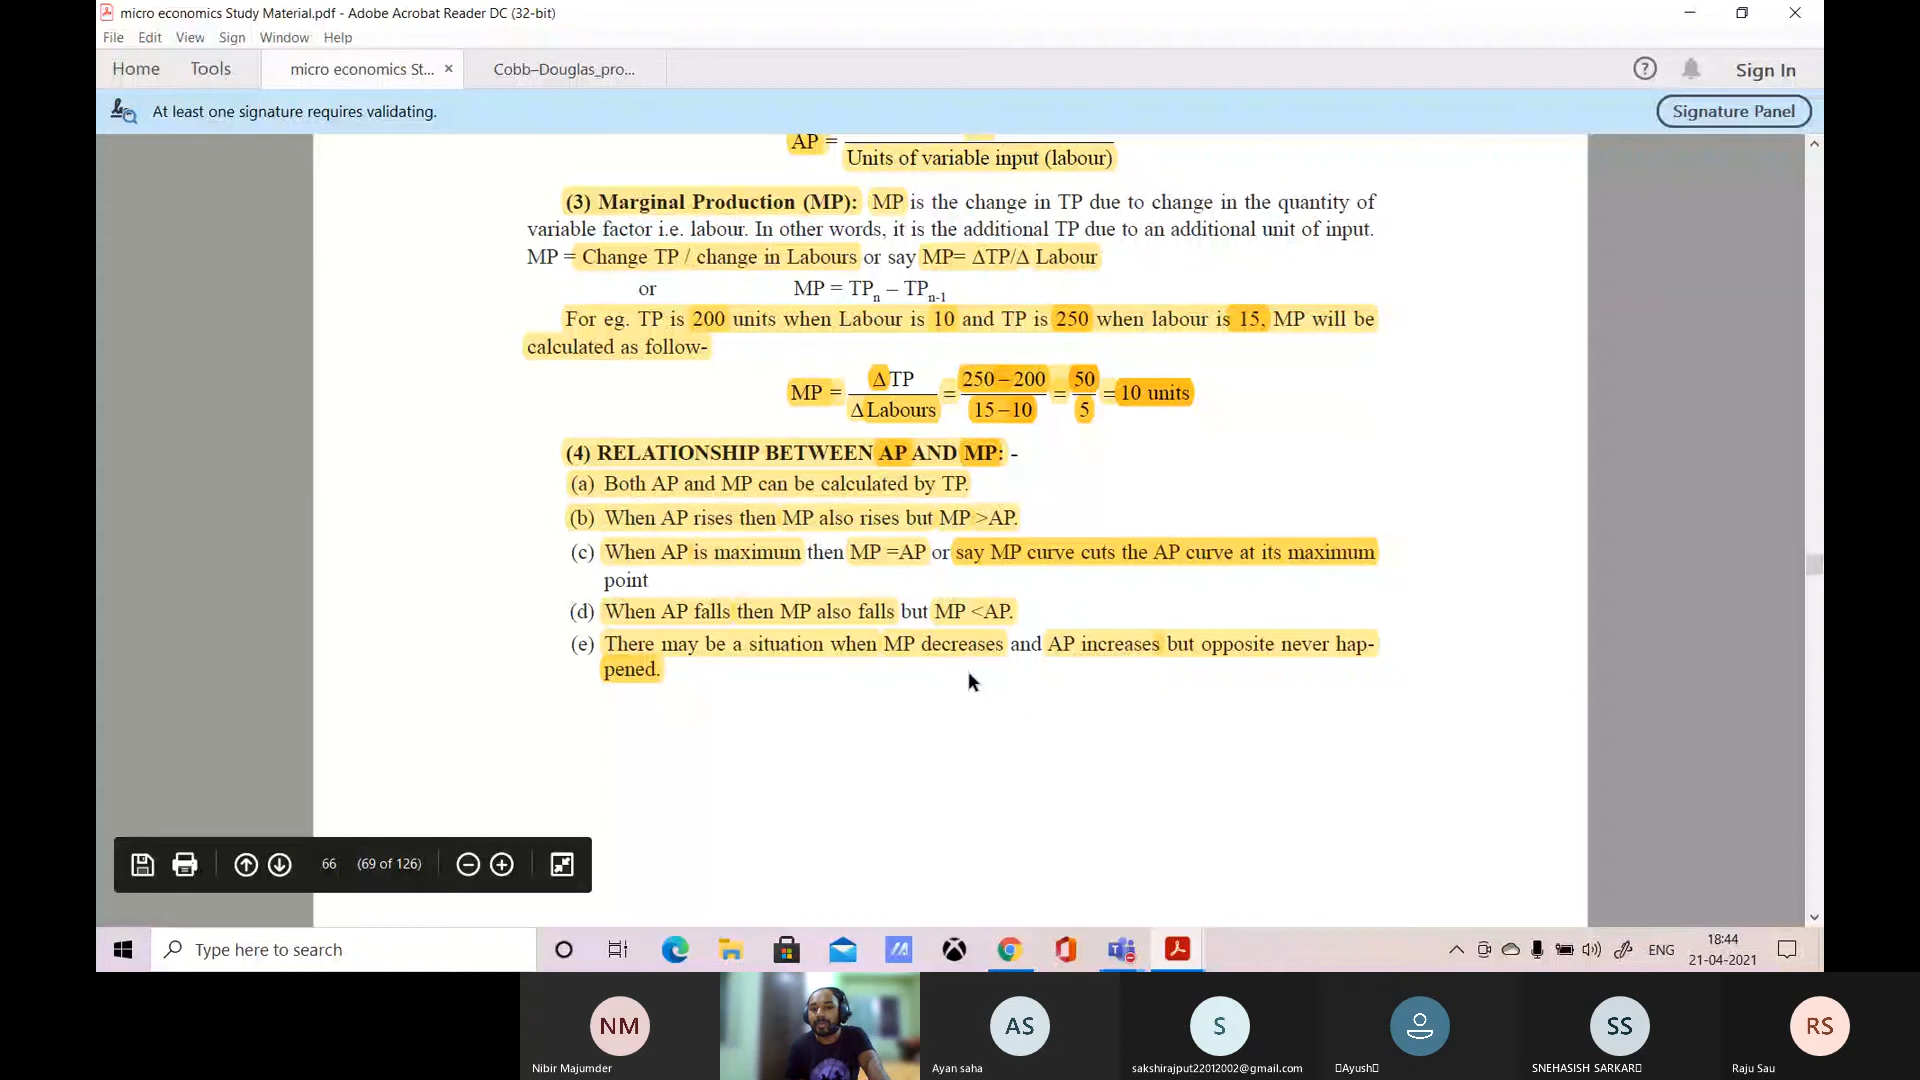 micro economics Study Material.pdf - Adobe Acrobat Reader DC (32-bit)
File Edit View Sign Window Help
Home Tools micro economics St... × Cobb–Douglas_pro... Sign In
At least one signature requires validating. Signature Panel
AP =
Units of variable input (labour)
(3) Marginal Production (MP): MP is the change in TP due to change in the quantity of
variable factor i.e. labour. In other words, it is the additional TP due to an additional unit of input.
MP = Change TP / change in Labours or say MP= ΔTP/Δ Labour
or MP = TPn – TPn-1
For eg. TP is 200 units when Labour is 10 and TP is 250 when labour is 15, MP will be
calculated as follow-
MP = ΔTP / Δ Labours = 250 – 200 / 15 – 10 = 50 / 5 = 10 units
(4) RELATIONSHIP BETWEEN AP AND MP: -
(a) Both AP and MP can be calculated by TP.
(b) When AP rises then MP also rises but MP >AP.
(c) When AP is maximum then MP =AP or say MP curve cuts the AP curve at its maximum
point
(d) When AP falls then MP also falls but MP <AP.
(e) There may be a situation when MP decreases and AP increases but opposite never hap-
pened.
66 (69 of 126)
Type here to search
ENG
18:44
21-04-2021
NM AS S SS RS
Nibir Majumder Ayan saha sakshirajput22012002@gmail.com Ayush SNEHASISH SARKAR Raju Sau